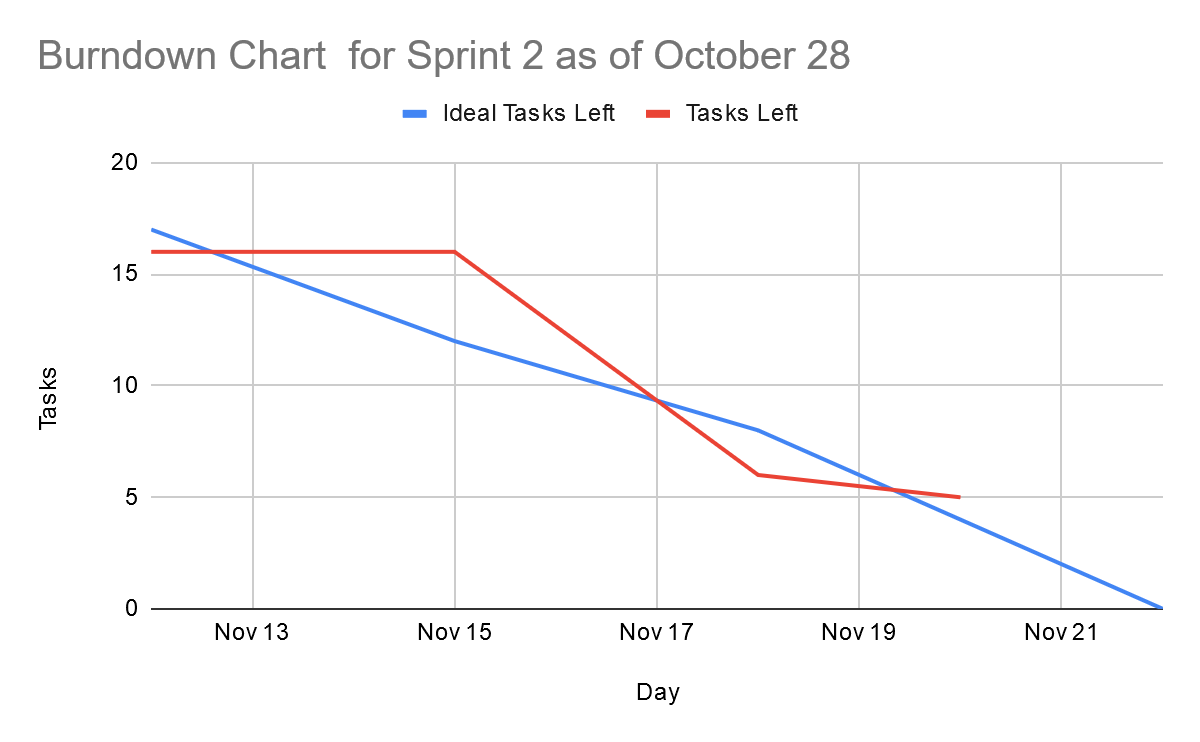 Burndown Chart  for Sprint 2 as of October 28
Ideal Tasks Left
Tasks Left
20
15
10
5
0
Tasks
Nov 13
Nov 15
Nov 17
Nov 19
Nov 21
Day